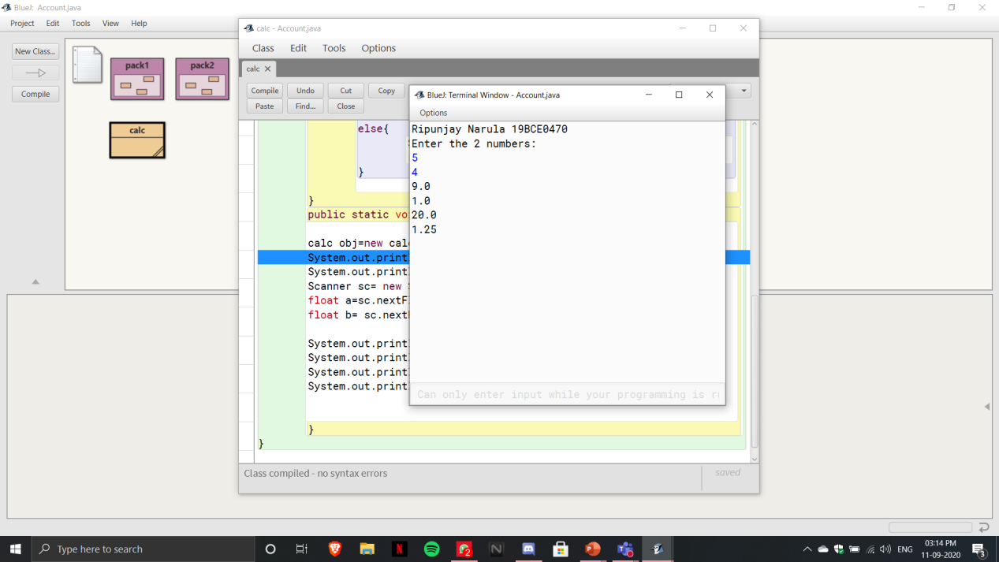 BlueJ: Account.java
Project Edit Tools View Help
New Class...
Compile
pack1
pack2
calc
calc - Account.java
Class Edit Tools Options
calc
Compile Undo Cut Copy
Paste Find... Close
BlueJ: Terminal Window - Account.java
Options
Ripunjay Narula 19BCE0470
Enter the 2 numbers:
5
4
9.0
1.0
20.0
1.25
Can only enter input while your programming is
else{
}
}
public static vo
calc obj=new cal
System.out.print
System.out.print
Scanner sc= new
float a=sc.nextF
float b= sc.next
System.out.print
System.out.print
System.out.print
System.out.print
}
}
Class compiled - no syntax errors
saved
Type here to search
N
2
N
P
T
ENG
03:14 PM
11-09-2020
3